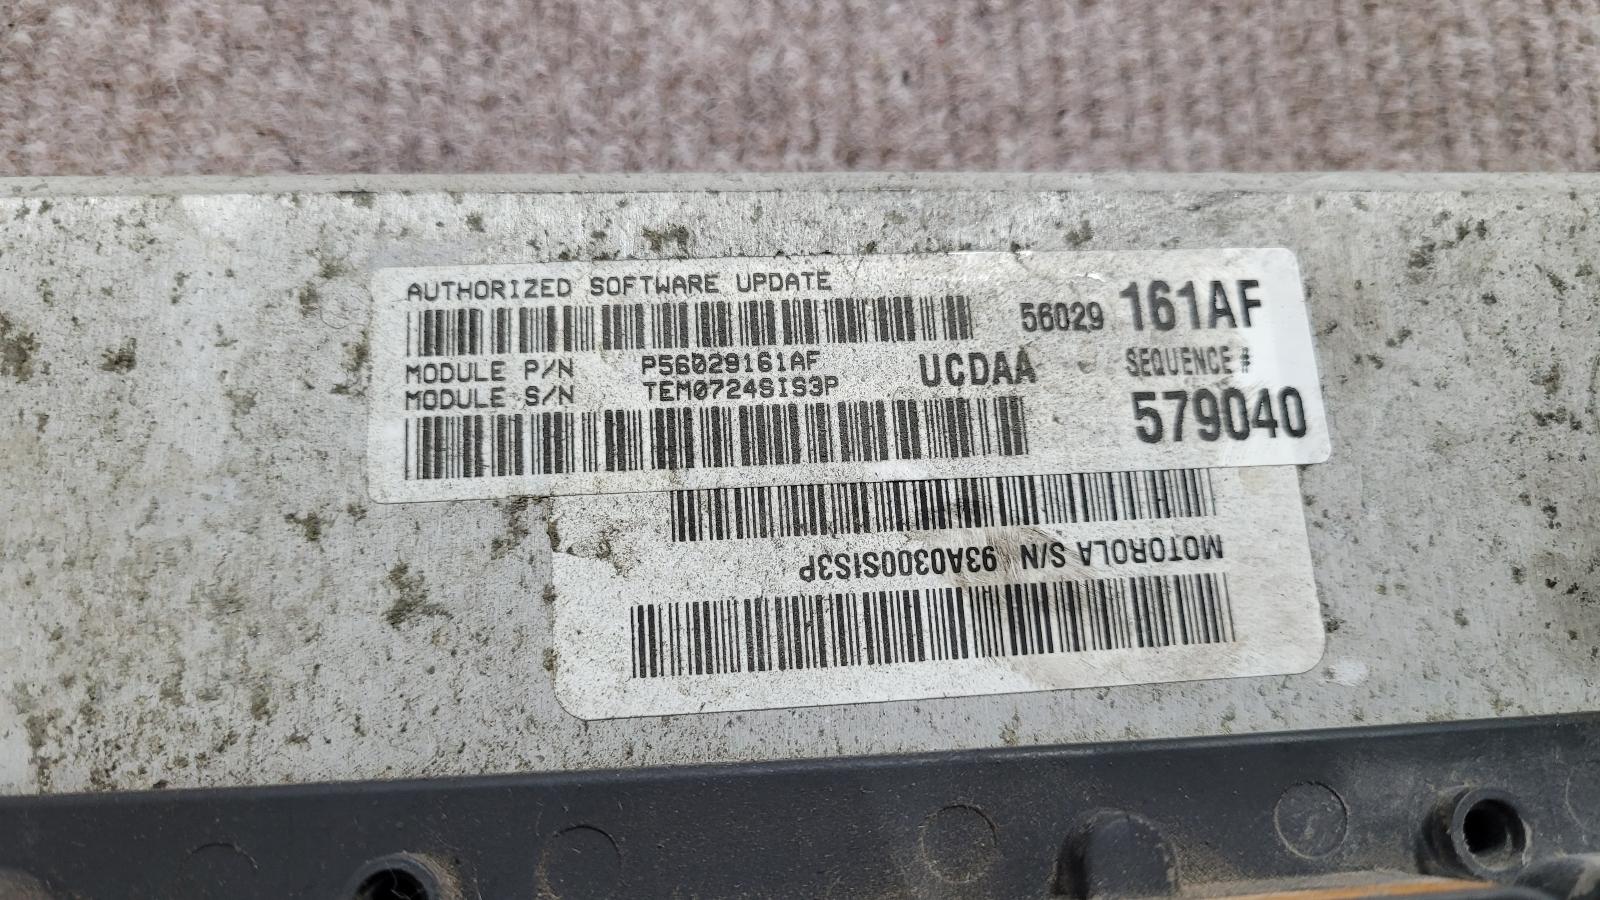 AUTHORIZED SOFTWARE UPDATE
56029 161AF
MODULE P/N P56029161AF
MODULE S/N TEM0724SIS3P
UCDAA
SEQUENCE #
579040
MOTOROLA S/N 93A0300SIS3P